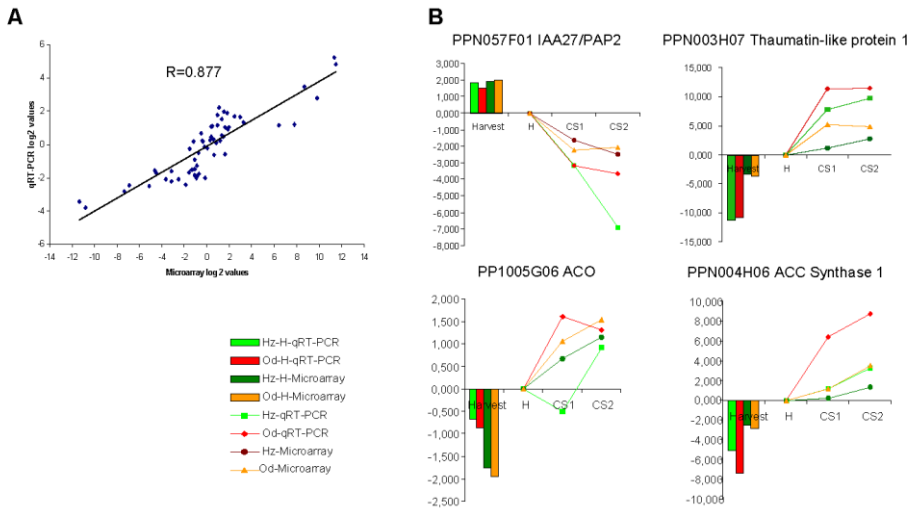 A
R=0.877
qRT-PCR log2 values
6
4
2
0
-2
-4
-6
-14 -12 -10 -8 -6 -4 -2 0 2 4 6 8 10 12 14
Microarray log 2 values
Hz-H-qRT-PCR
Od-H-qRT-PCR
Hz-H-Microarray
Od-H-Microarray
Hz-qRT-PCR
Od-qRT-PCR
Hz-Microarray
Od-Microarray
B
PPN057F01 IAA27/PAP2
3,000
2,000
1,000
0,000
-1,000
-2,000
-3,000
-4,000
-5,000
-6,000
-7,000
-8,000
Harvest H CS1 CS2
PPN003H07 Thaumatin-like protein 1
15,000
10,000
5,000
0,000
-5,000
-10,000
-15,000
Harvest H CS1 CS2
PP1005G06 ACO
2,000
1,500
1,000
0,500
0,000
-0,500
-1,000
-1,500
-2,000
-2,500
Harvest H CS1 CS2
PPN004H06 ACC Synthase 1
10,000
8,000
6,000
4,000
2,000
0,000
-2,000
-4,000
-6,000
-8,000
-10,000
Harvest H CS1 CS2